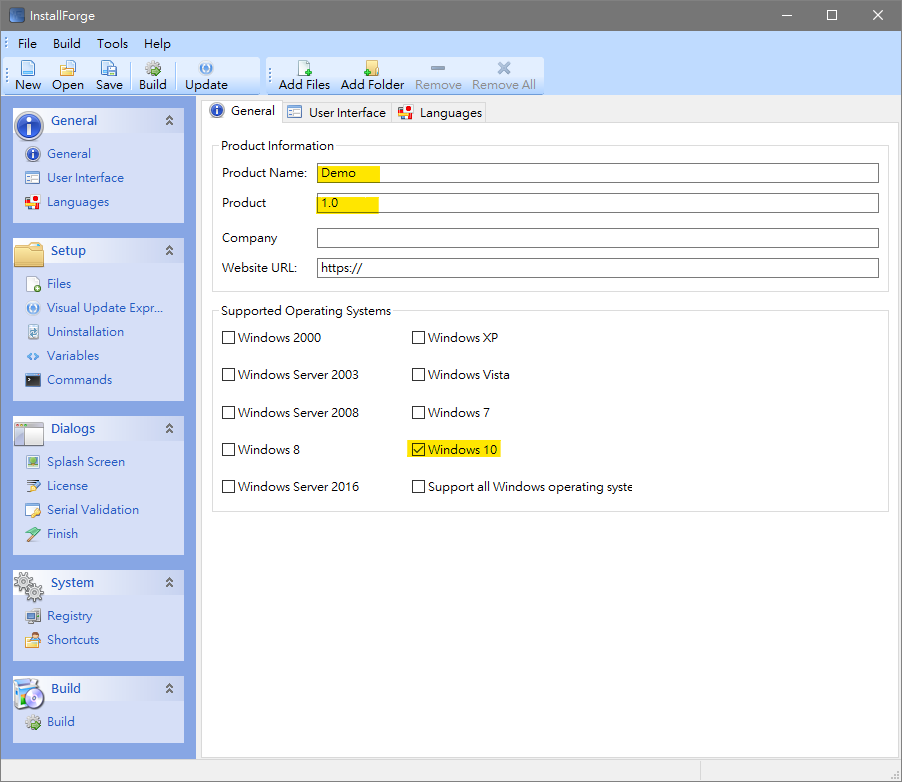 InstallForge
File Build Tools Help
New Open Save Build Update Add Files Add Folder Remove Remove All
General
General
User Interface
Languages
Setup
Files
Visual Update Expr...
Uninstallation
Variables
Commands
Dialogs
Splash Screen
License
Serial Validation
Finish
System
Registry
Shortcuts
Build
Build
General User Interface Languages
Product Information
Product Name: Demo
Product 1.0
Company
Website URL: https://
Supported Operating Systems
Windows 2000 Windows XP
Windows Server 2003 Windows Vista
Windows Server 2008 Windows 7
Windows 8 Windows 10
Windows Server 2016 Support all Windows operating syste